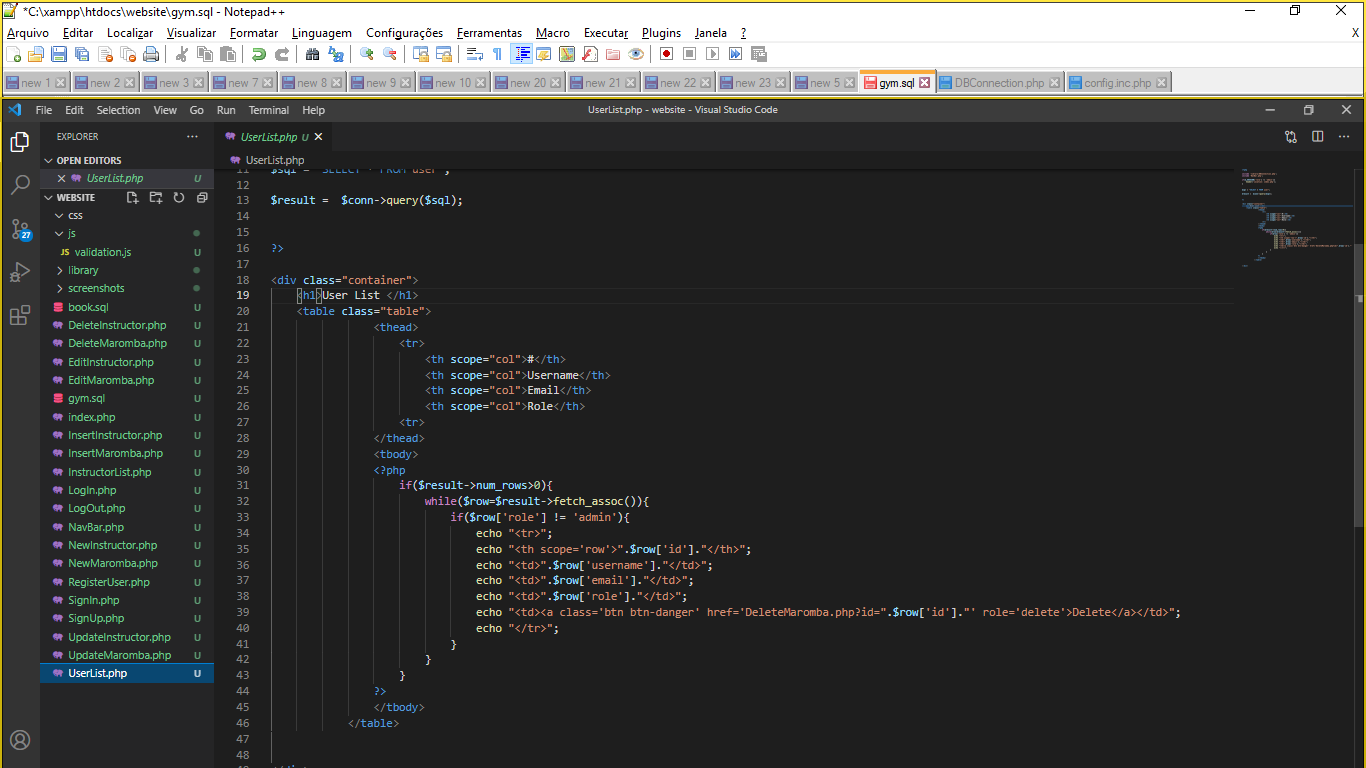 *C:\xampp\htdocs\website\gym.sql - Notepad++
Arquivo Editar Localizar Visualizar Formatar Linguagem Configurações Ferramentas Macro Executar Plugins Janela ? X
new 1 new 2 new 3 new 7 new 8 new 9 new 10 new 20 new 21 new 22 new 23 new 5 gym.sql DBConnection.php config.inc.php
File Edit Selection View Go Run Terminal Help UserList.php - website - Visual Studio Code
EXPLORER
OPEN EDITORS
UserList.php U
WEBSITE
css
js
JS validation.js U
library
screenshots
book.sql U
DeleteInstructor.php U
DeleteMaromba.php U
EditInstructor.php U
EditMaromba.php U
gym.sql U
index.php U
InsertInstructor.php U
InsertMaromba.php U
InstructorList.php U
LogIn.php U
LogOut.php U
NavBar.php U
NewInstructor.php U
NewMaromba.php U
RegisterUser.php U
SignIn.php U
SignUp.php U
UpdateInstructor.php U
UpdateMaromba.php U
UserList.php U
27
UserList.php U
UserList.php
11 $sql = "SELECT * FROM user";
12
13 $result =  $conn->query($sql);
14
15
16 ?>
17
18 <div class="container">
19 <h1>User List </h1>
20 <table class="table">
21 <thead>
22 <tr>
23 <th scope="col">#</th>
24 <th scope="col">Username</th>
25 <th scope="col">Email</th>
26 <th scope="col">Role</th>
27 <tr>
28 </thead>
29 <tbody>
30 <?php
31 if($result->num_rows>0){
32 while($row=$result->fetch_assoc()){
33 if($row['role'] != 'admin'){
34 echo "<tr>";
35 echo "<th scope='row'>".$row['id']."</th>";
36 echo "<td>".$row['username']."</td>";
37 echo "<td>".$row['email']."</td>";
38 echo "<td>".$row['role']."</td>";
39 echo "<td><a class='btn btn-danger' href='DeleteMaromba.php?id=".$row['id']."' role='delete'>Delete</a></td>";
40 echo "</tr>";
41 }
42 }
43 }
44 ?>
45 </tbody>
46 </table>
47
48